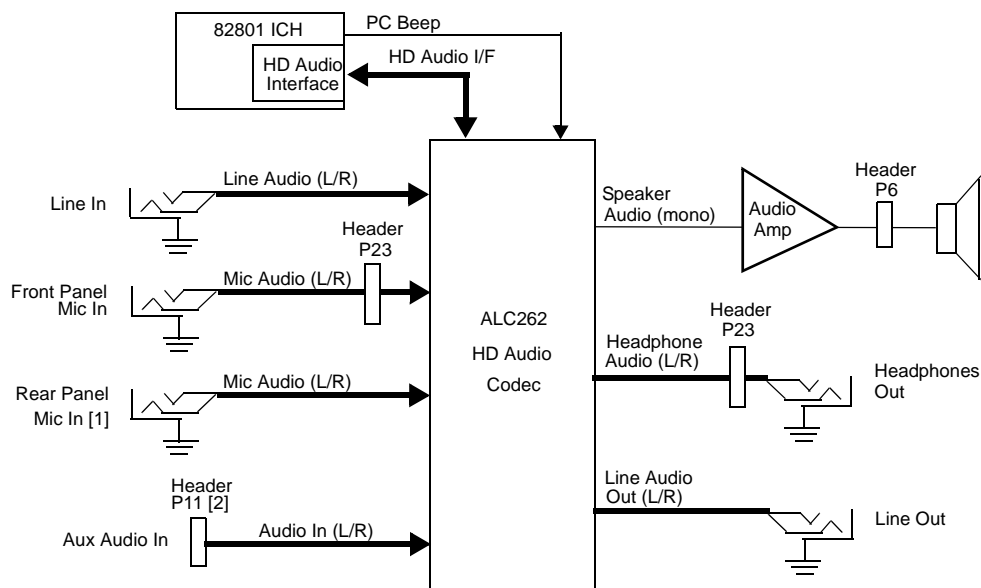 82801 ICH
PC Beep
HD Audio
Interface
HD Audio I/F
Line In
Line Audio (L/R)
Header
P23
Front Panel
Mic In
Mic Audio (L/R)
Rear Panel
Mic In [1]
Mic Audio (L/R)
Header
P11 [2]
Aux Audio In
Audio In (L/R)
ALC262
HD Audio
Codec
Speaker
Audio (mono)
Audio
Amp
Header
P6
Headphone
Audio (L/R)
Header
P23
Headphones
Out
Line Audio
Out (L/R)
Line Out